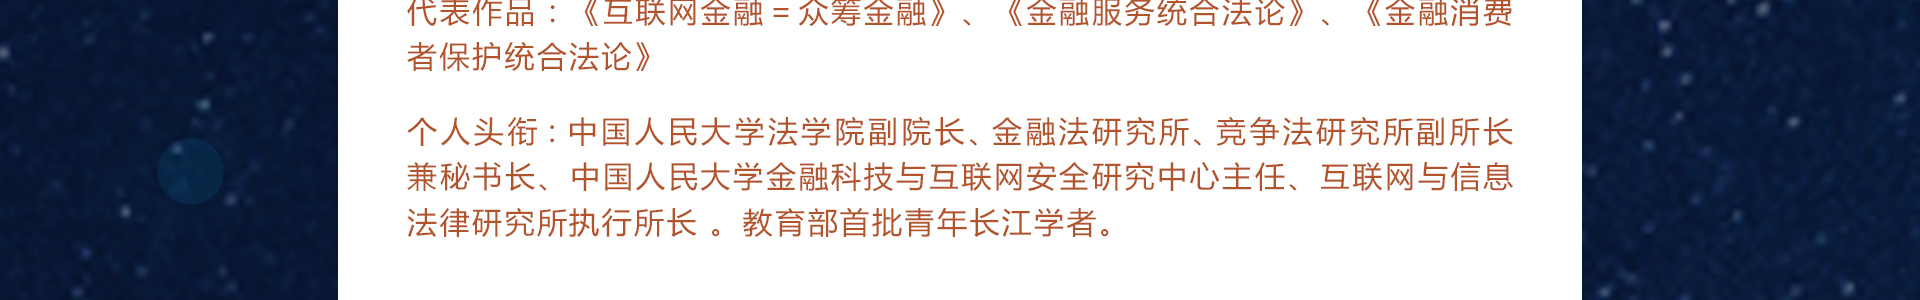 代表作品：《互联网金融＝众筹金融》、《金融服务统合法论》、《金融消费
者保护统合法论》
个人头衔：中国人民大学法学院副院长、金融法研究所、竞争法研究所副所长
兼秘书长、中国人民大学金融科技与互联网安全研究中心主任、互联网与信息
法律研究所执行所长 。教育部首批青年长江学者。